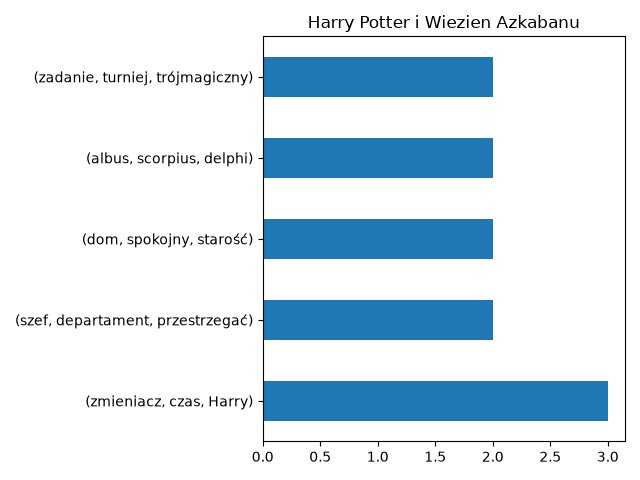 Harry Potter i Wiezien Azkabanu
(zadanie, turniej, trójmagiczny)
(albus, scorpius, delphi)
(dom, spokojny, starość)
(szef, departament, przestrzegać)
(zmieniacz, czas, Harry)
0.0 0.5 1.0 1.5 2.0 2.5 3.0